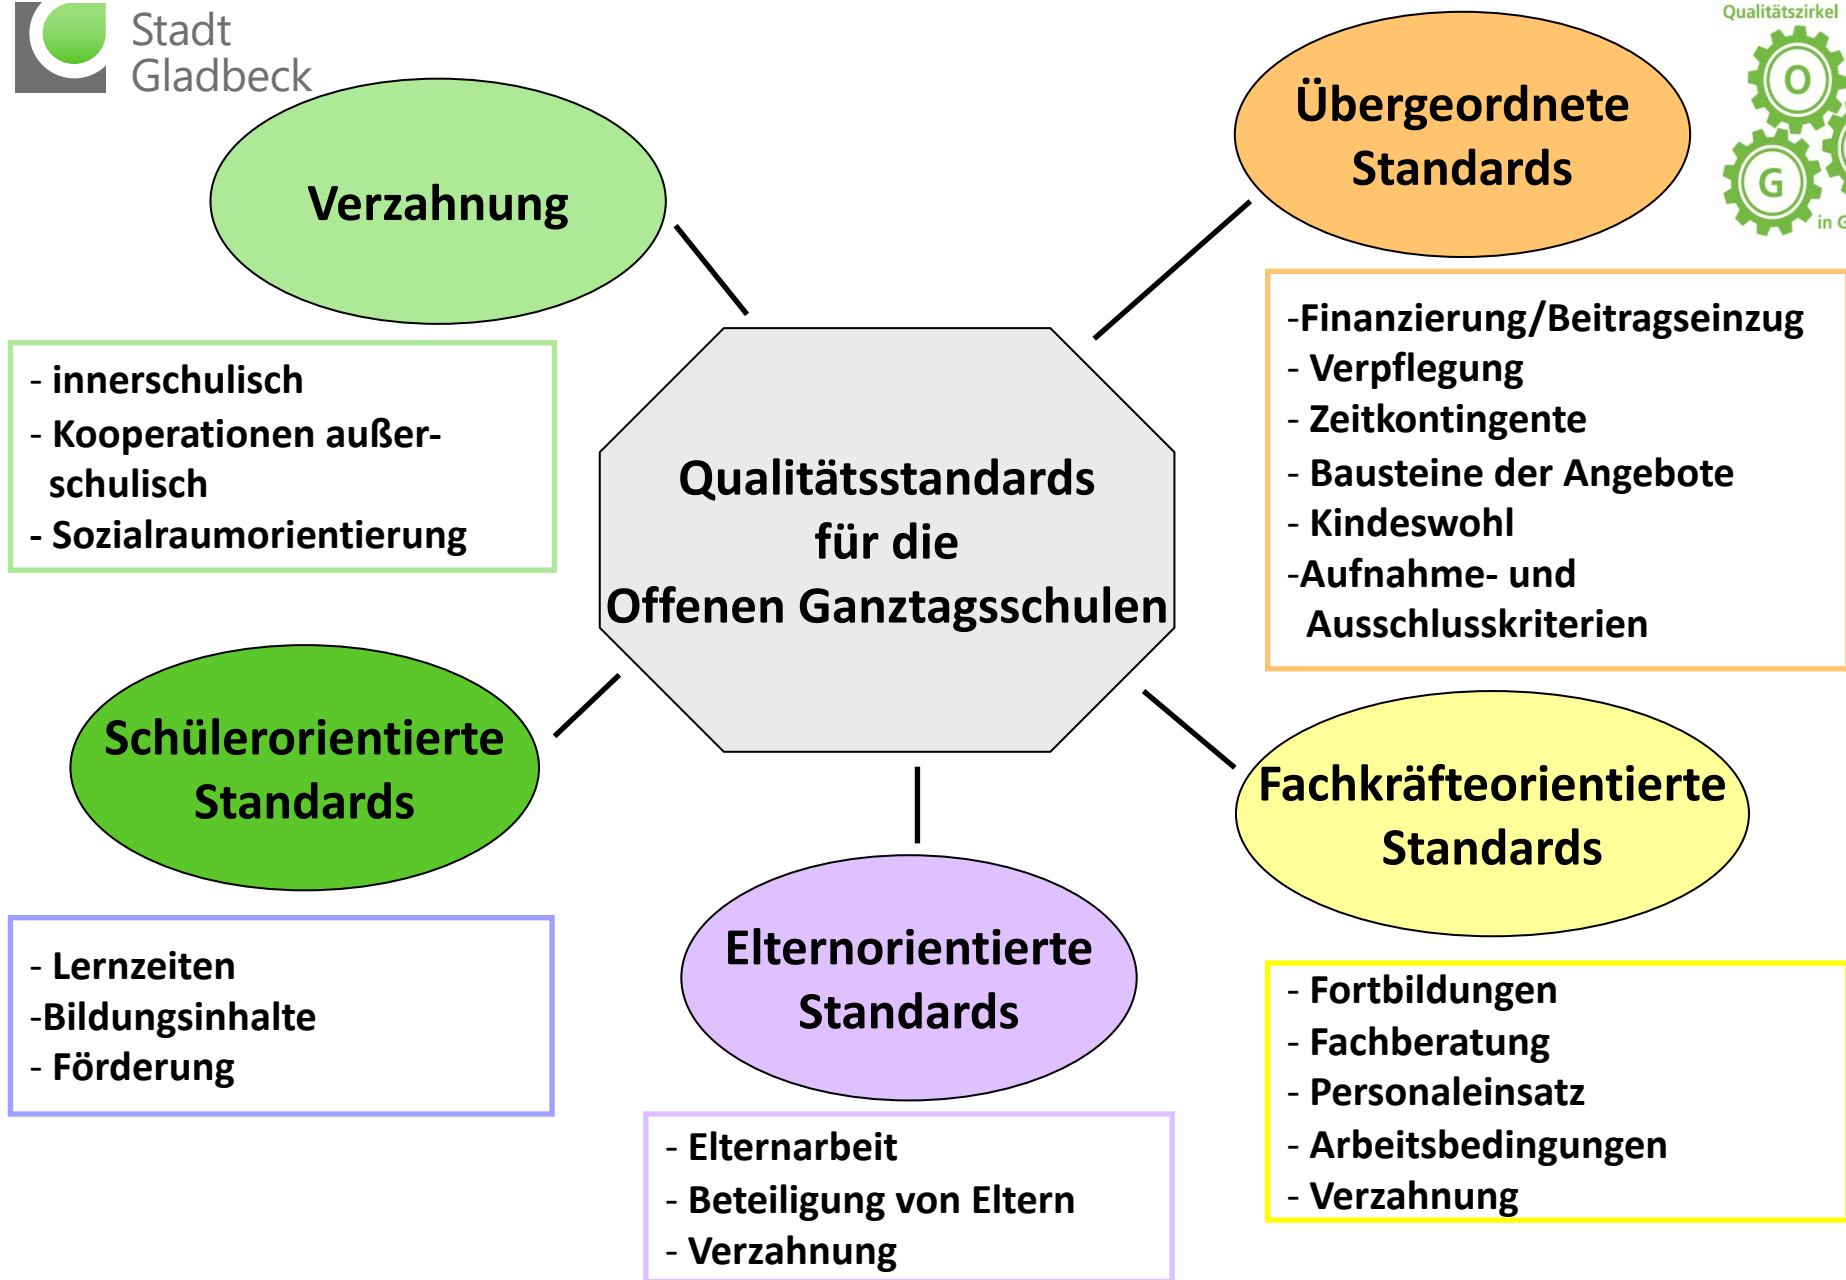 Stadt
Gladbeck
Qualitätszirkel
O
G
in G
Verzahnung
- innerschulisch
- Kooperationen außer-
schulisch
- Sozialraumorientierung
Übergeordnete
Standards
-Finanzierung/Beitragseinzug
- Verpflegung
- Zeitkontingente
- Bausteine der Angebote
- Kindeswohl
-Aufnahme- und
Ausschlusskriterien
Qualitätsstandards
für die
Offenen Ganztagsschulen
Schülerorientierte
Standards
- Lernzeiten
-Bildungsinhalte
- Förderung
Elternorientierte
Standards
- Elternarbeit
- Beteiligung von Eltern
- Verzahnung
Fachkräfteorientierte
Standards
- Fortbildungen
- Fachberatung
- Personaleinsatz
- Arbeitsbedingungen
- Verzahnung